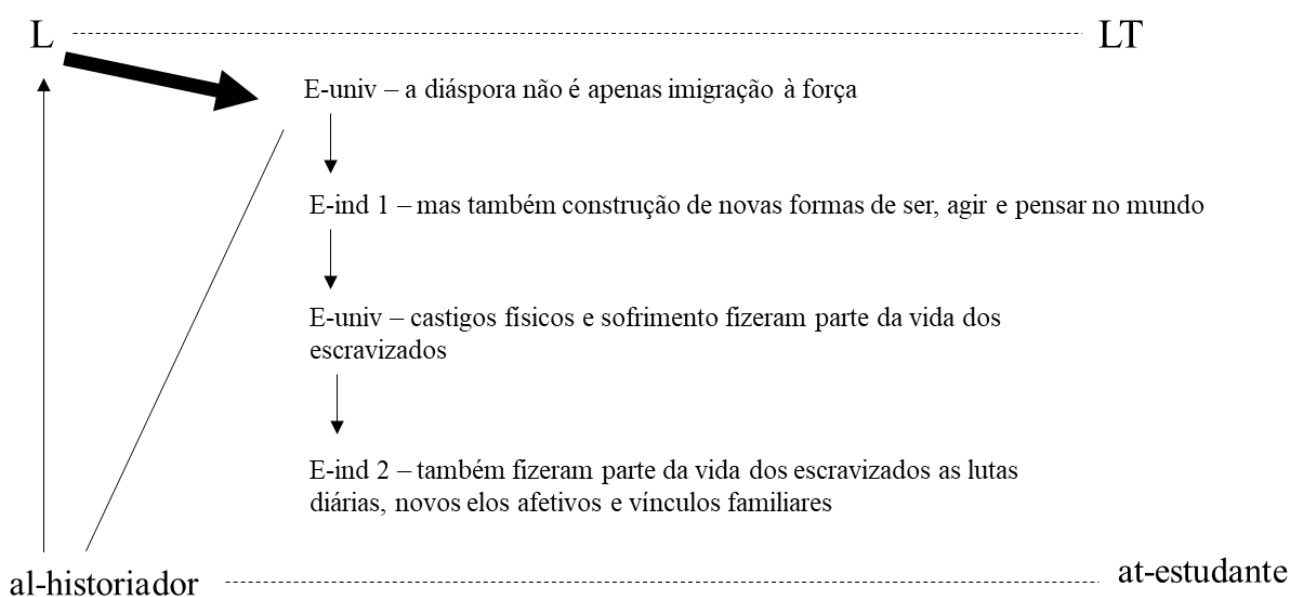 L
LT
E-univ – a diáspora não é apenas imigração à força
E-ind 1 – mas também construção de novas formas de ser, agir e pensar no mundo
E-univ – castigos físicos e sofrimento fizeram parte da vida dos
escravizados
E-ind 2 – também fizeram parte da vida dos escravizados as lutas
diárias, novos elos afetivos e vínculos familiares
al-historiador
at-estudante